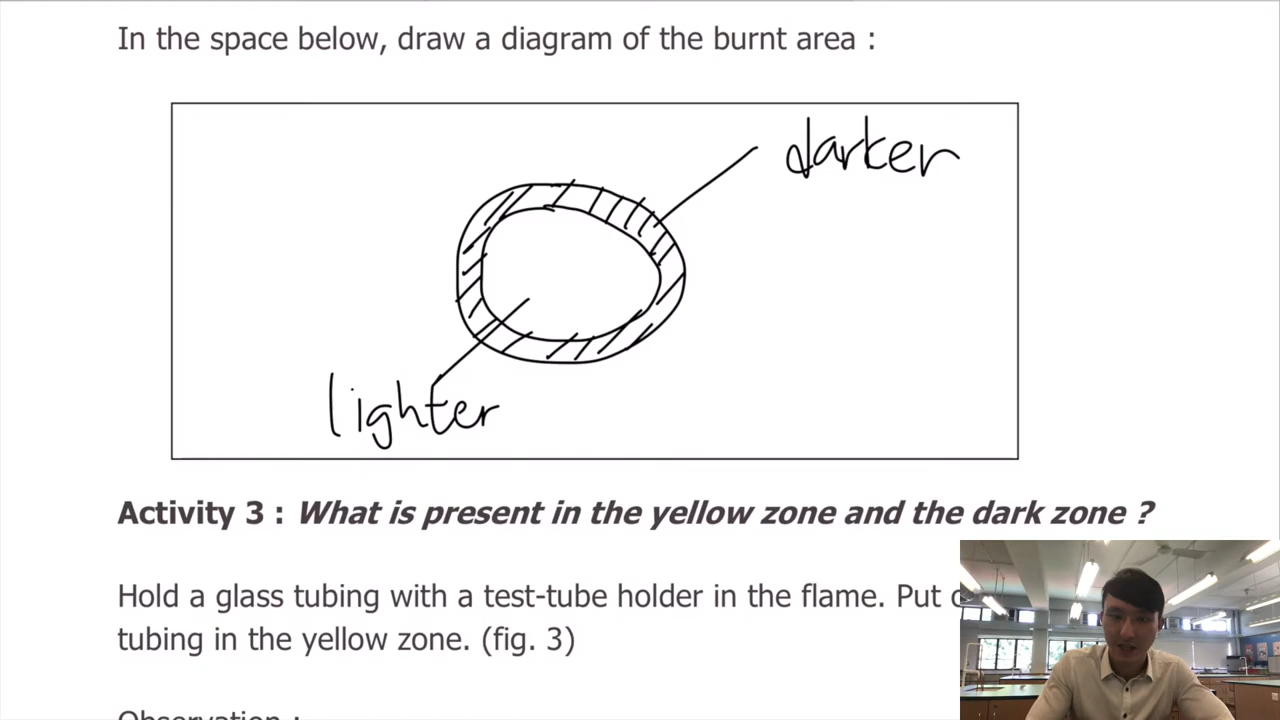 In the space below, draw a diagram of the burnt area :
darker
lighter
Activity 3 : What is present in the yellow zone and the dark zone ?
Hold a glass tubing with a test-tube holder in the flame. Put
tubing in the yellow zone. (fig. 3)
Observation :